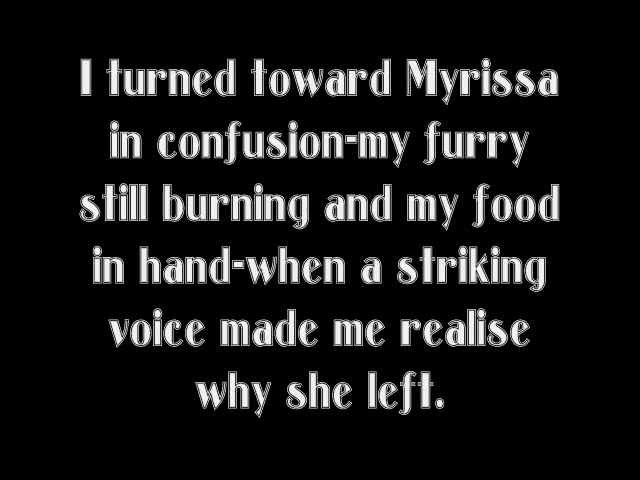 I turned toward Myrissa
in confusion-my furry
still burning and my food
in hand-when a striking
voice made me realise
why she left.